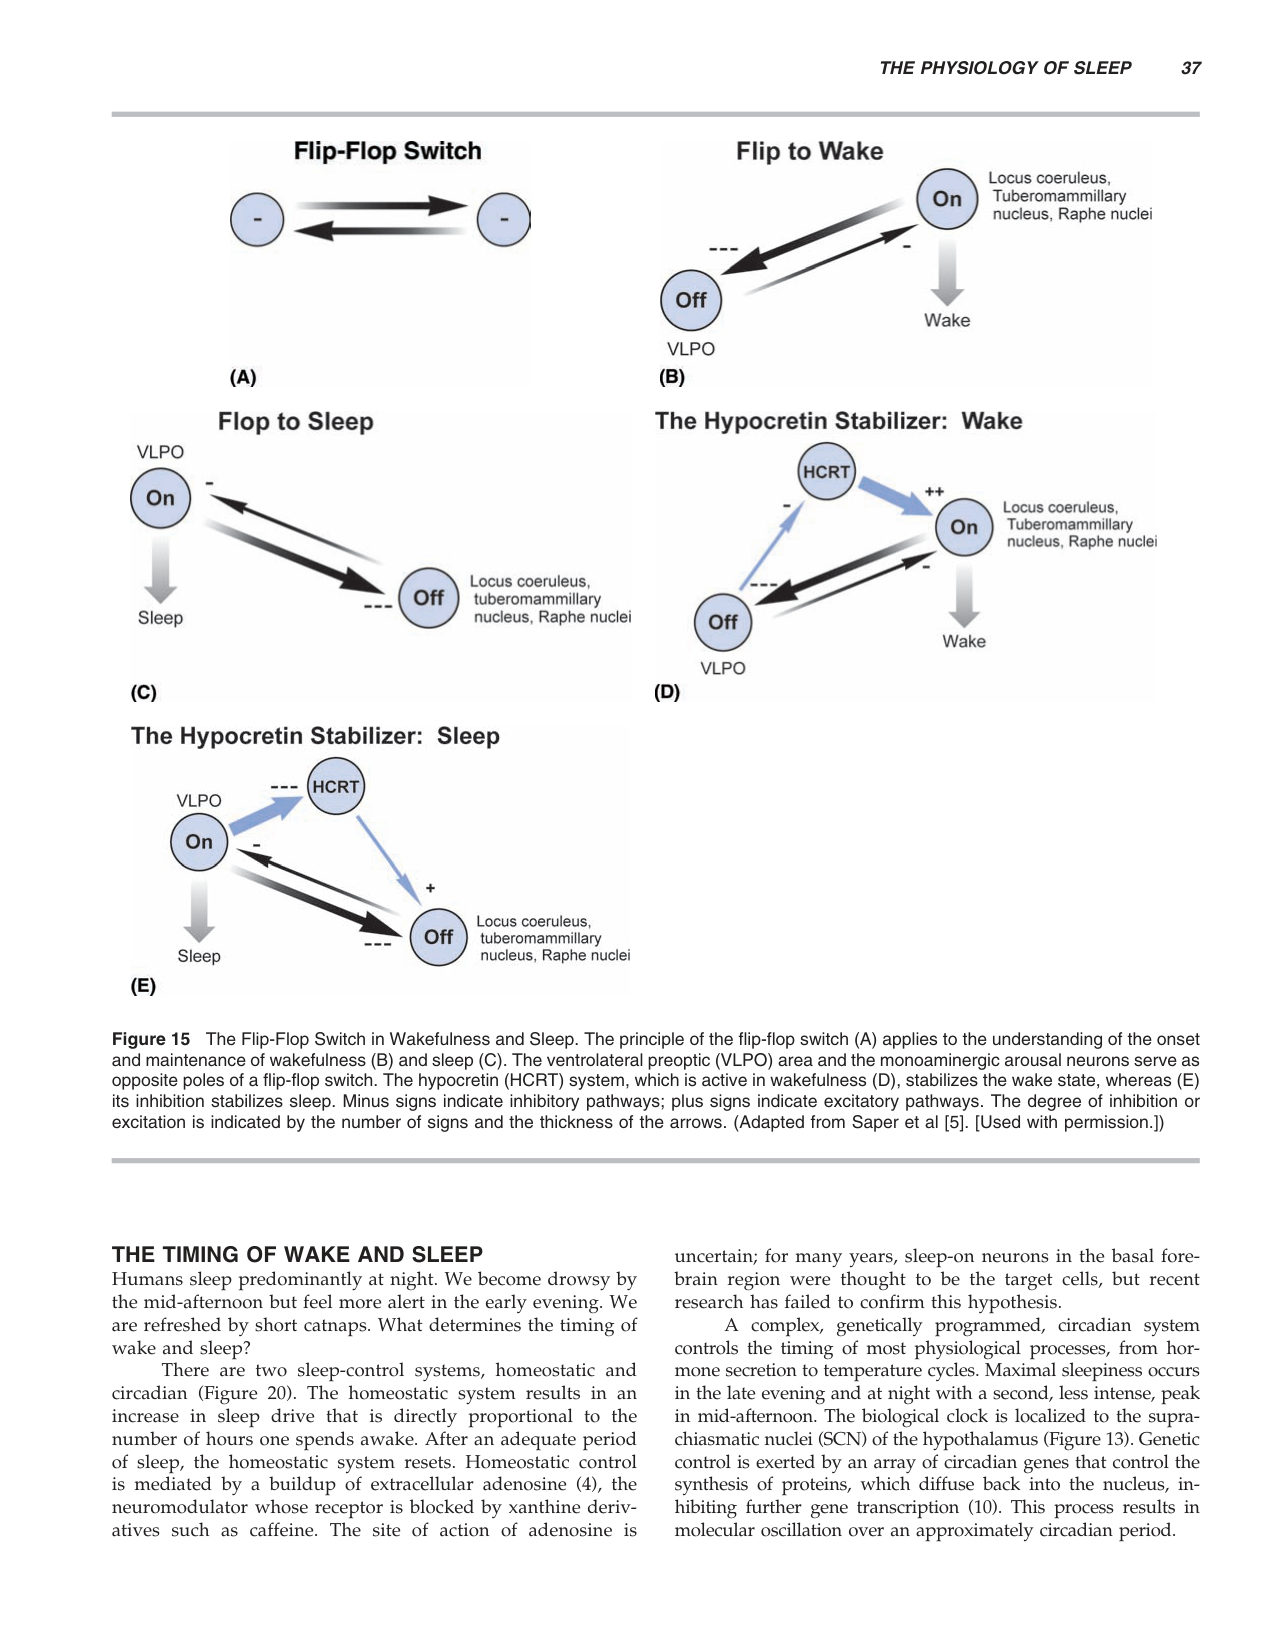 THE PHYSIOLOGY OF SLEEP 37
Flip-Flop Switch
-
-
(A)
Flip to Wake
On
Locus coeruleus,
Tuberomammillary
nucleus, Raphe nuclei
---
-
Off
Wake
VLPO
(B)
Flop to Sleep
VLPO
On
-
Sleep
---
Off
Locus coeruleus,
tuberomammillary
nucleus, Raphe nuclei
(C)
The Hypocretin Stabilizer: Wake
HCRT
++
-
On
Locus coeruleus,
Tuberomammillary
nucleus, Raphe nuclei
---
-
Off
Wake
VLPO
(D)
The Hypocretin Stabilizer: Sleep
HCRT
---
VLPO
On
-
+
Sleep
---
Off
Locus coeruleus,
tuberomammillary
nucleus, Raphe nuclei
(E)
Figure 15 The Flip-Flop Switch in Wakefulness and Sleep. The principle of the flip-flop switch (A) applies to the understanding of the onset
and maintenance of wakefulness (B) and sleep (C). The ventrolateral preoptic (VLPO) area and the monoaminergic arousal neurons serve as
opposite poles of a flip-flop switch. The hypocretin (HCRT) system, which is active in wakefulness (D), stabilizes the wake state, whereas (E)
its inhibition stabilizes sleep. Minus signs indicate inhibitory pathways; plus signs indicate excitatory pathways. The degree of inhibition or
excitation is indicated by the number of signs and the thickness of the arrows. (Adapted from Saper et al [5]. [Used with permission.])
THE TIMING OF WAKE AND SLEEP
Humans sleep predominantly at night. We become drowsy by
the mid-afternoon but feel more alert in the early evening. We
are refreshed by short catnaps. What determines the timing of
wake and sleep?
There are two sleep-control systems, homeostatic and
circadian (Figure 20). The homeostatic system results in an
increase in sleep drive that is directly proportional to the
number of hours one spends awake. After an adequate period
of sleep, the homeostatic system resets. Homeostatic control
is mediated by a buildup of extracellular adenosine (4), the
neuromodulator whose receptor is blocked by xanthine deriv-
atives such as caffeine. The site of action of adenosine is
uncertain; for many years, sleep-on neurons in the basal fore-
brain region were thought to be the target cells, but recent
research has failed to confirm this hypothesis.
A complex, genetically programmed, circadian system
controls the timing of most physiological processes, from hor-
mone secretion to temperature cycles. Maximal sleepiness occurs
in the late evening and at night with a second, less intense, peak
in mid-afternoon. The biological clock is localized to the supra-
chiasmatic nuclei (SCN) of the hypothalamus (Figure 13). Genetic
control is exerted by an array of circadian genes that control the
synthesis of proteins, which diffuse back into the nucleus, in-
hibiting further gene transcription (10). This process results in
molecular oscillation over an approximately circadian period.